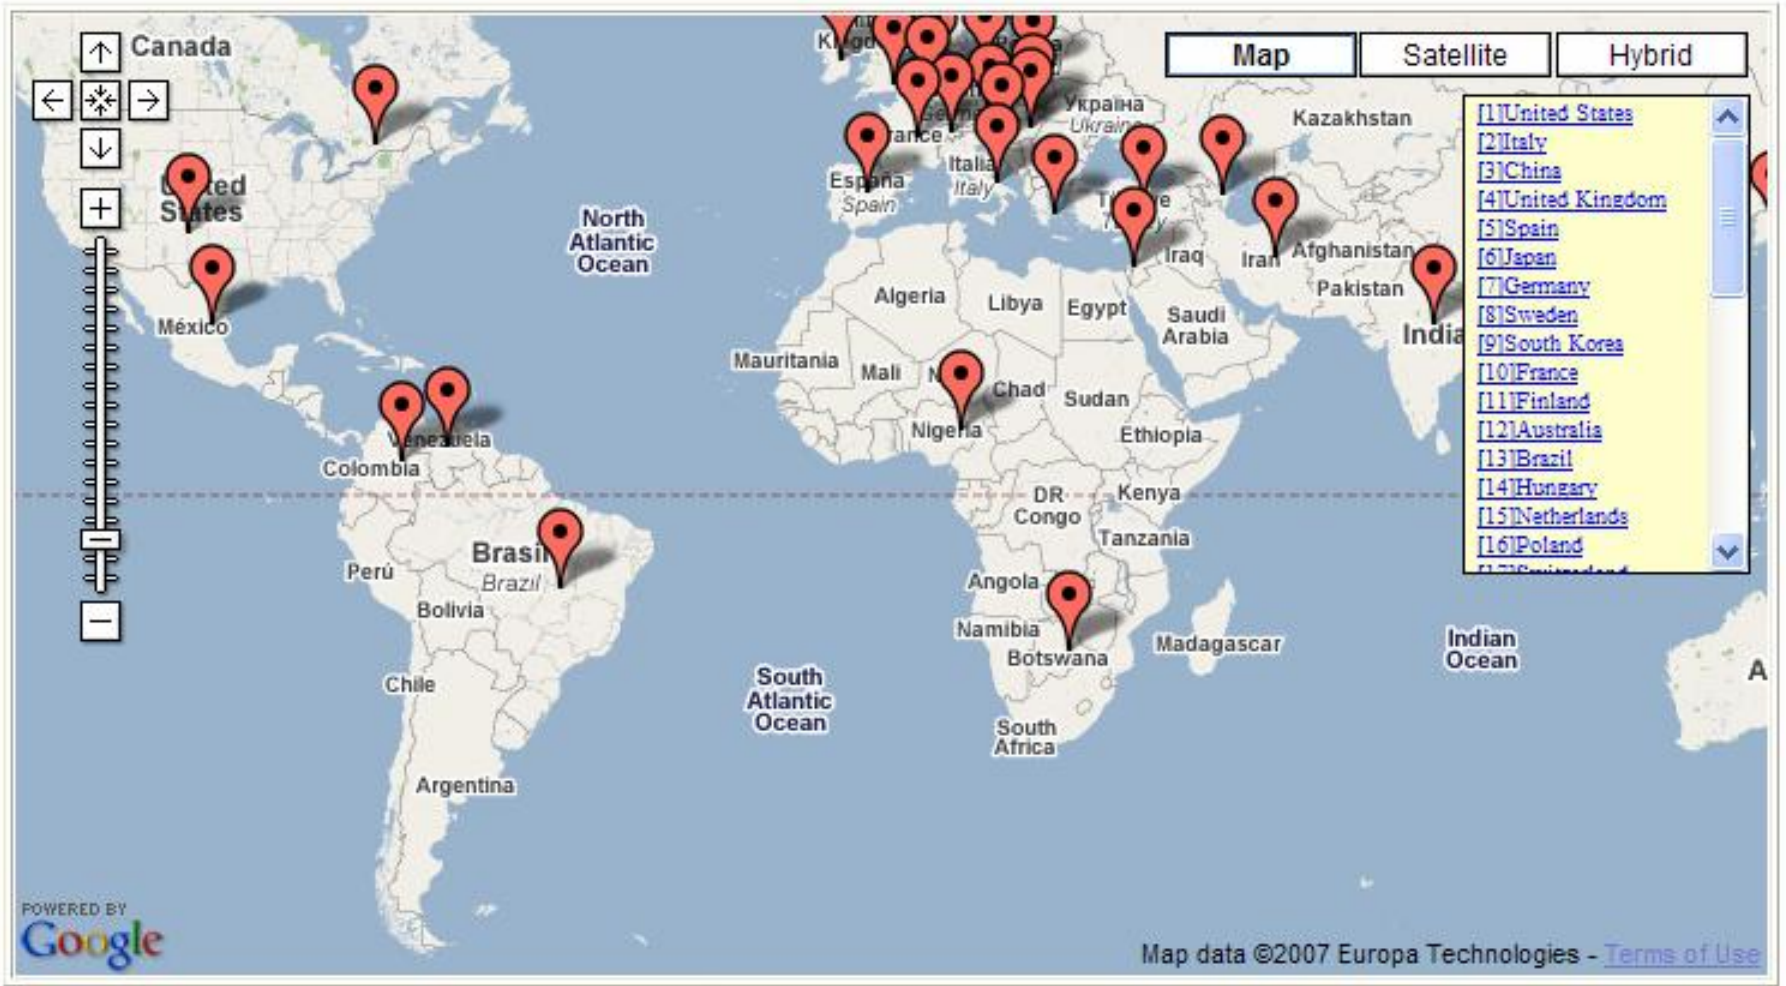 Canada
Map
Satellite
Hybrid
Україна
Ukraine
Kazakhstan
[1]United States
[2]Italy
[3]China
[4]United Kingdom
[5]Spain
[6]Japan
[7]Germany
[8]Sweden
[9]South Korea
[10]France
[11]Finland
[12]Australia
[13]Brazil
[14]Hungary
[15]Netherlands
[16]Poland
[17]Switzerland
United
States
España
Spain
Italia
Italy
North
Atlantic
Ocean
Iraq
Iran
Afghanistan
Pakistan
India
México
Algeria
Libya
Egypt
Saudi
Arabia
Mauritania
Mali
Chad
Sudan
Nigeria
Ethiopia
Venezuela
Colombia
DR
Congo
Kenya
Tanzania
Brasil
Brazil
Perú
Bolivia
Angola
Namibia
Botswana
Madagascar
Indian
Ocean
Chile
South
Atlantic
Ocean
South
Africa
Argentina
POWERED BY
Google
Map data ©2007 Europa Technologies - Terms of Use